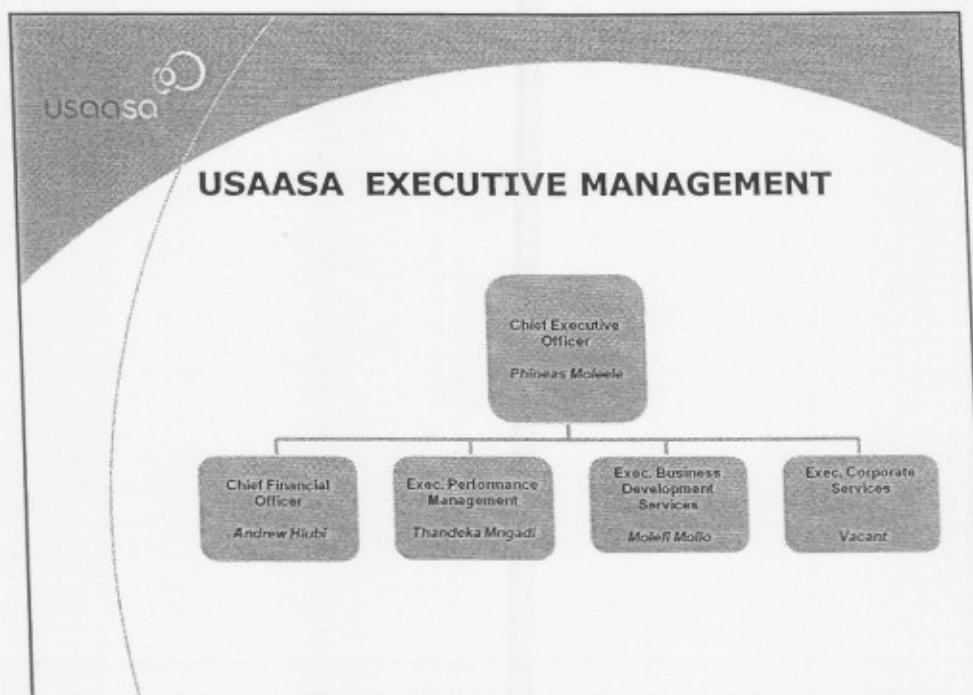 usaasa
USAASA EXECUTIVE MANAGEMENT
Chief Executive
Officer
Phineas Moleele
Chief Financial
Officer
Andrew Hlubi
Exec. Performance
Management
Thandeka Mngadi
Exec. Business
Development
Services
Molefi Mollo
Exec. Corporate
Services
Vacant